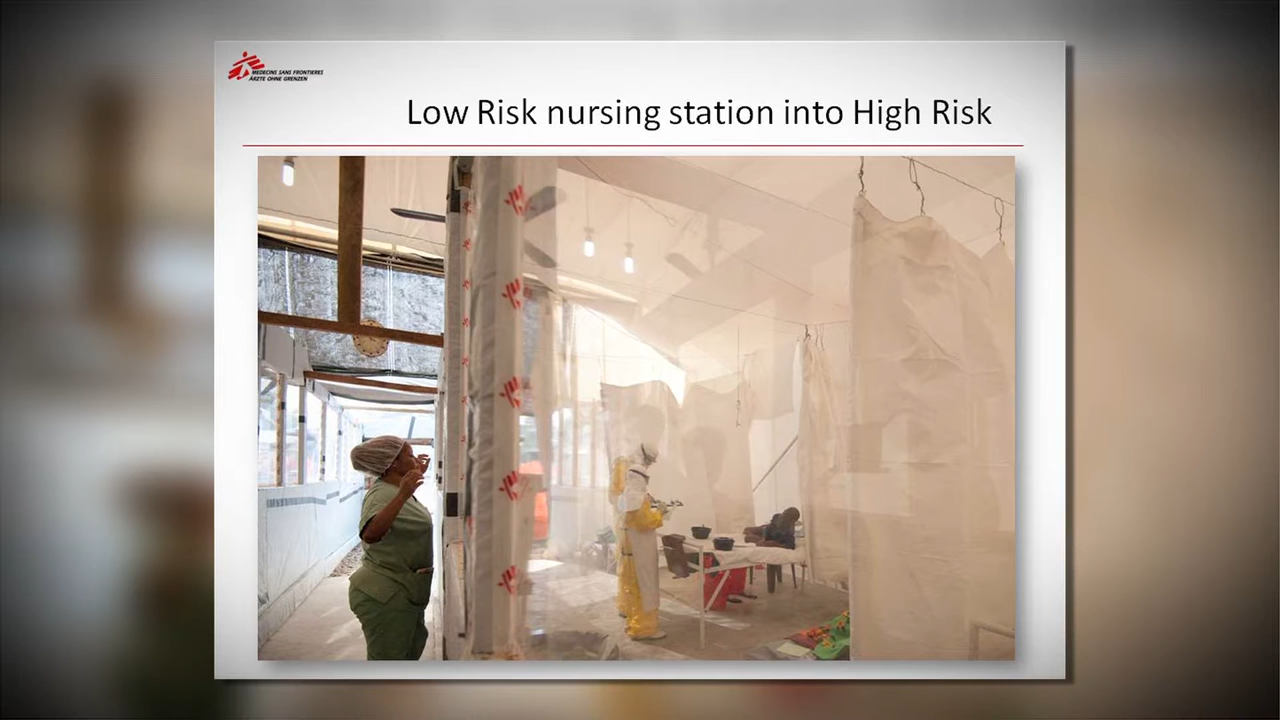 MEDECINS SANS FRONTIERES
ÄRZTE OHNE GRENZEN
Low Risk nursing station into High Risk